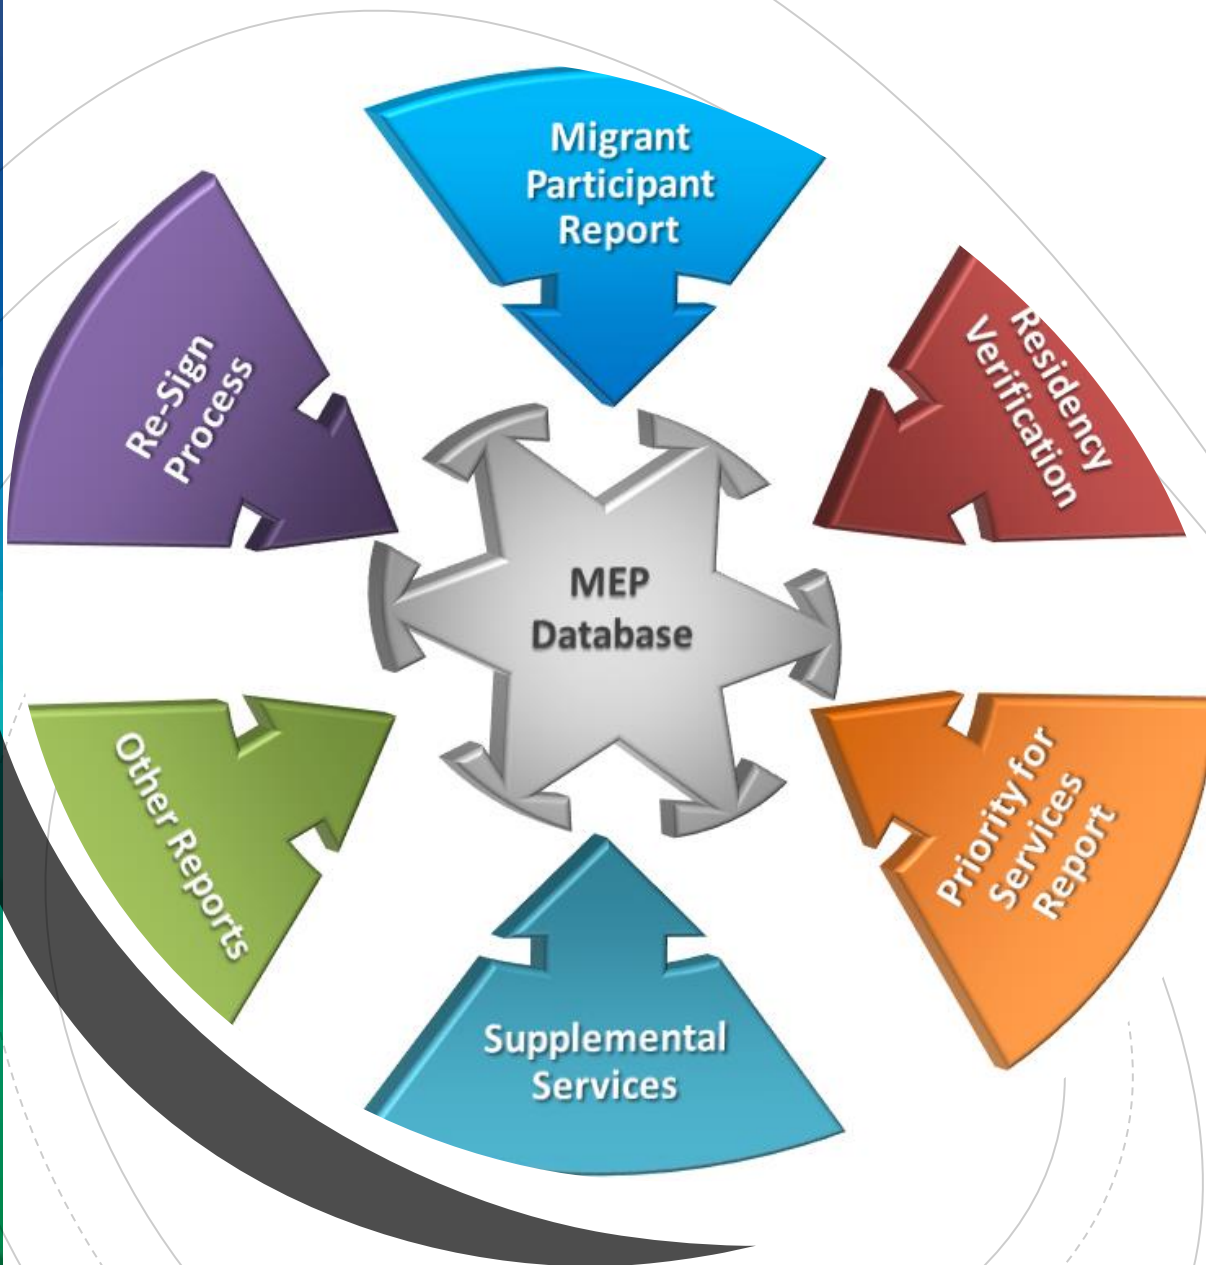 Migrant
Participant
Report
Residency
Verification
Priority for
Services
Report
Supplemental
Services
Other Reports
Re-Sign
Process
MEP
Database